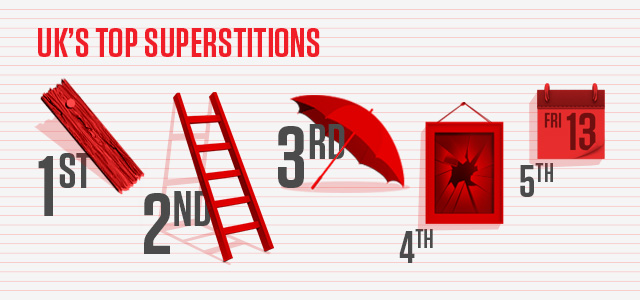 UK'S TOP SUPERSTITIONS
1ST
2ND
3RD
4TH
5TH
FRI 13